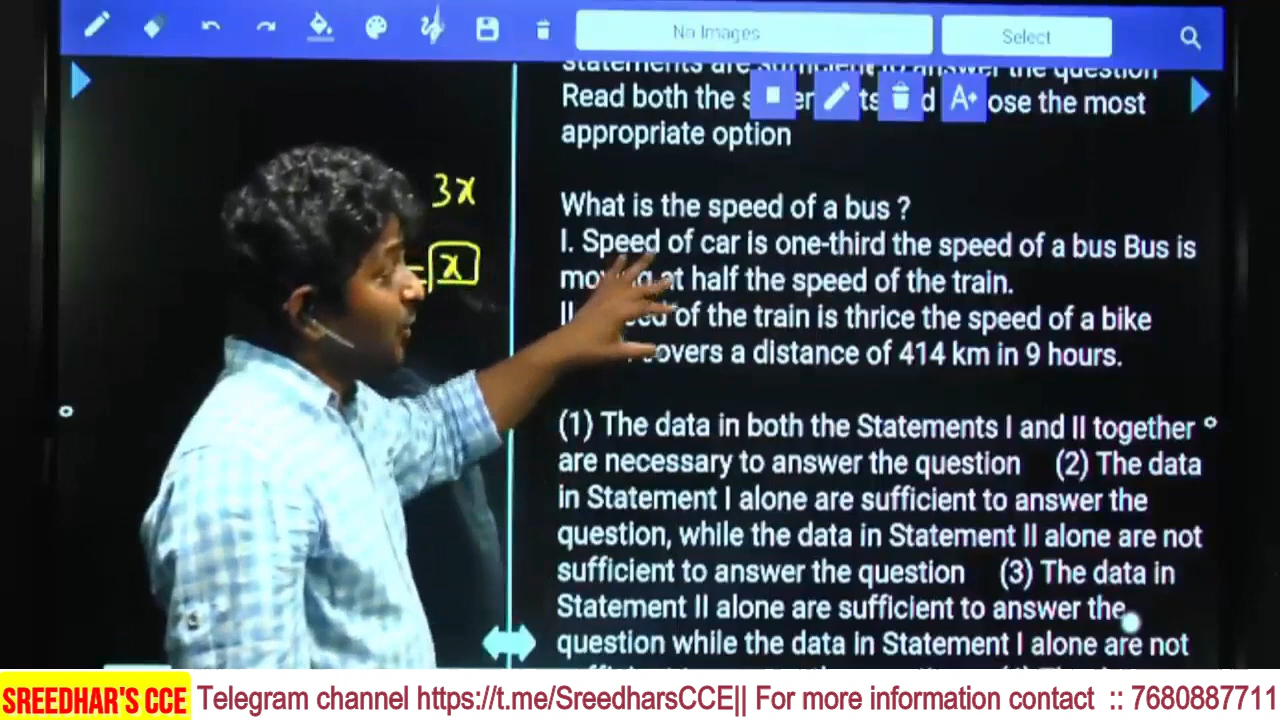 No Images
Select
statements are sufficient to answer the question
Read both the ose the most
appropriate option
3x
What is the speed of a bus ?
I. Speed of car is one-third the speed of a bus Bus is
= x
at half the speed of the train.
of the train is thrice the speed of a bike
covers a distance of 414 km in 9 hours.
(1) The data in both the Statements I and II together
are necessary to answer the question (2) The data
in Statement I alone are sufficient to answer the
question, while the data in Statement II alone are not
sufficient to answer the question (3) The data in
Statement II alone are sufficient to answer the
question while the data in Statement I alone are not
SREEDHAR'S CCE Telegram channel https://t.me/SreedharsCCE|| For more information contact :: 7680887711